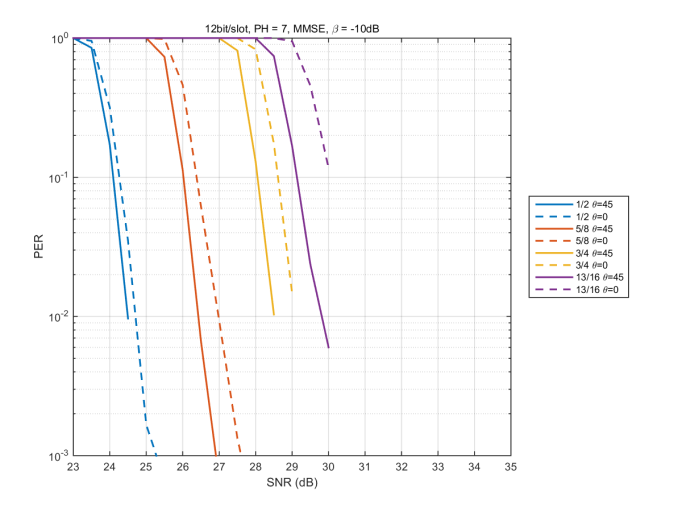 12bit/slot, PH = 7, MMSE, β = -10dB
10^0
10^-1
10^-2
10^-3
PER
23 24 25 26 27 28 29 30 31 32 33 34 35
SNR (dB)
1/2 θ=45
1/2 θ=0
5/8 θ=45
5/8 θ=0
3/4 θ=45
3/4 θ=0
13/16 θ=45
13/16 θ=0